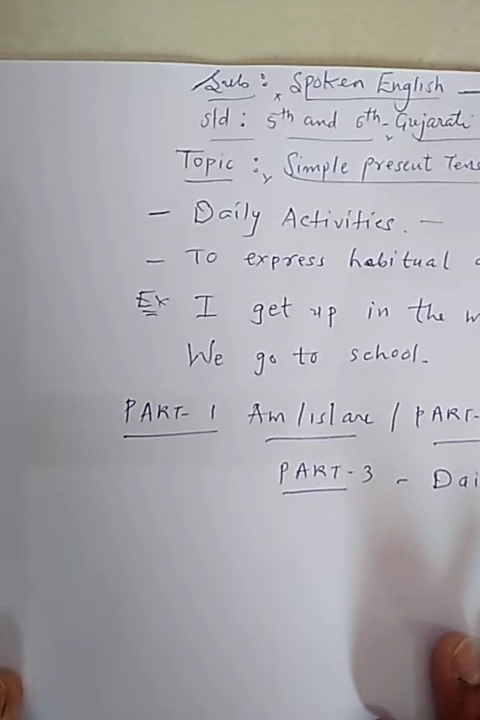 Sub : Spoken English —
Std : 5th and 6th - Gujarati
Topic : Simple present Tens
- Daily Activities. -
- To express habitual
Ex I get up in the
We go to school.
PART-1 Am/is/are / PART-
PART-3 - Dai